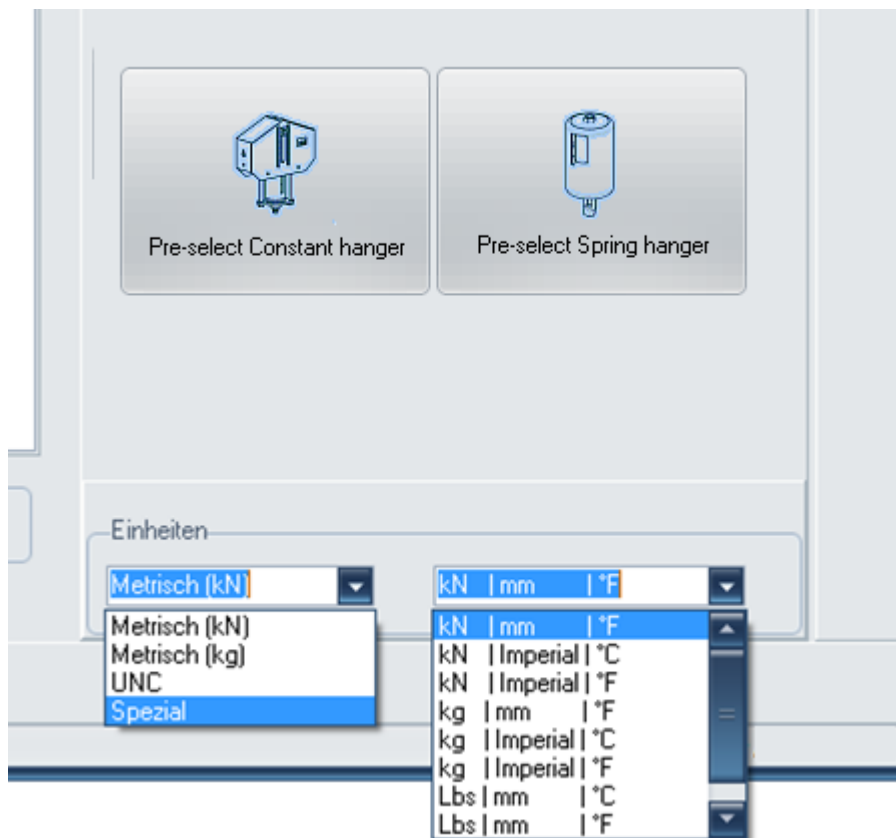 Pre-select Constant hanger
Pre-select Spring hanger
Einheiten
Metrisch (kN)
Metrisch (kN)
Metrisch (kg)
UNC
Spezial
kN | mm | °F
kN | mm | °F
kN | Imperial | °C
kN | Imperial | °F
kg | mm | °F
kg | Imperial | °C
kg | Imperial | °F
Lbs | mm | °C
Lbs | mm | °F